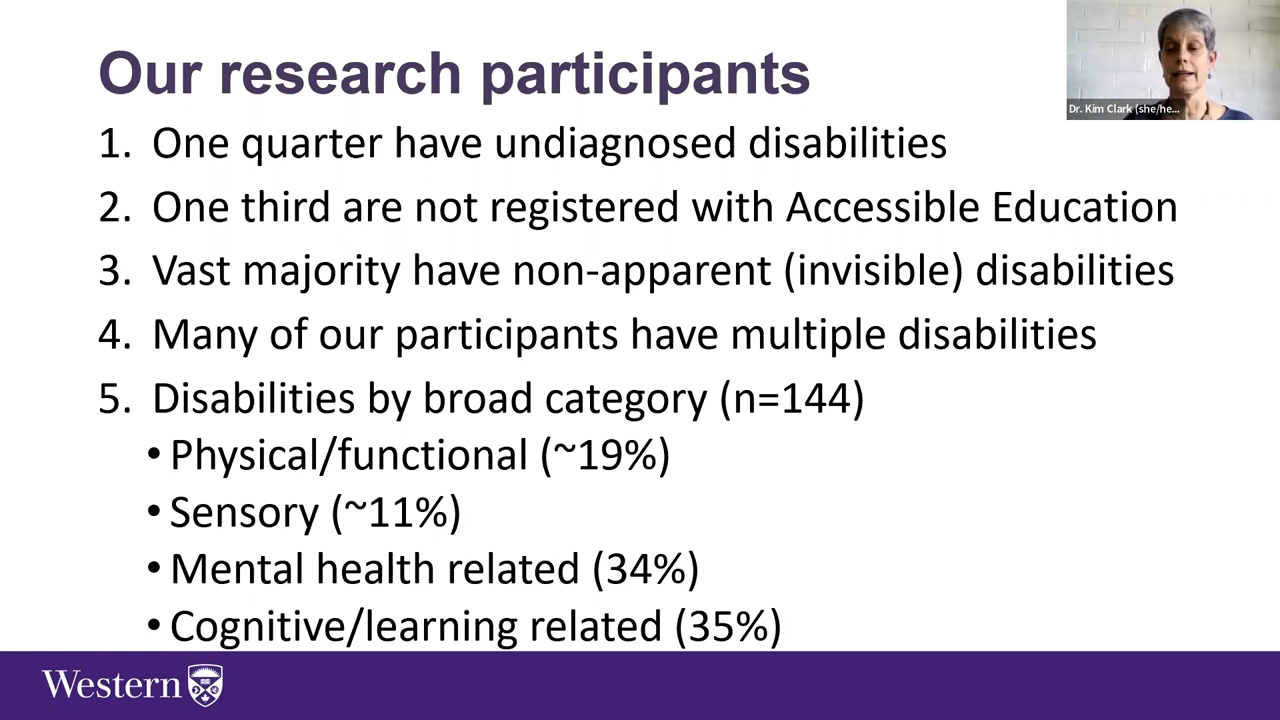 Our research participants
Dr. Kim Clark (she/he...
1. One quarter have undiagnosed disabilities
2. One third are not registered with Accessible Education
3. Vast majority have non-apparent (invisible) disabilities
4. Many of our participants have multiple disabilities
5. Disabilities by broad category (n=144)
• Physical/functional (~19%)
• Sensory (~11%)
• Mental health related (34%)
• Cognitive/learning related (35%)
Western